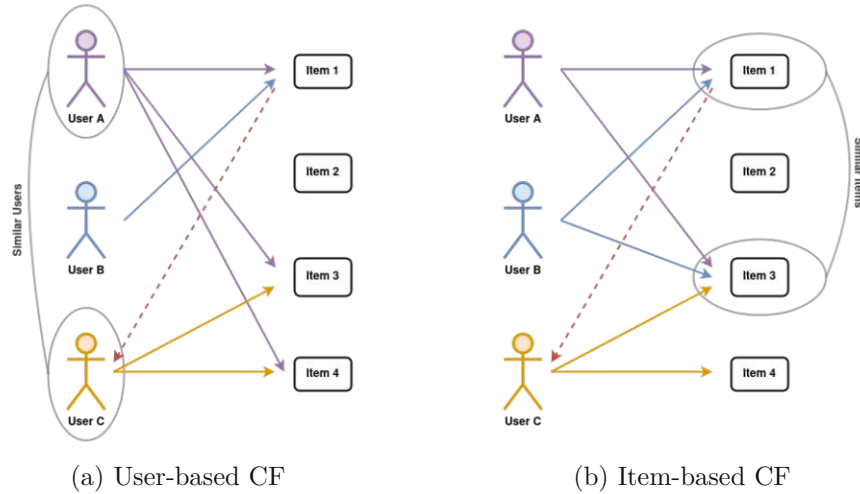 User A
User B
User C
Similar Users
Item 1
Item 2
Item 3
Item 4
(a) User-based CF
User A
User B
User C
Item 1
Item 2
Item 3
Item 4
Similar Items
(b) Item-based CF